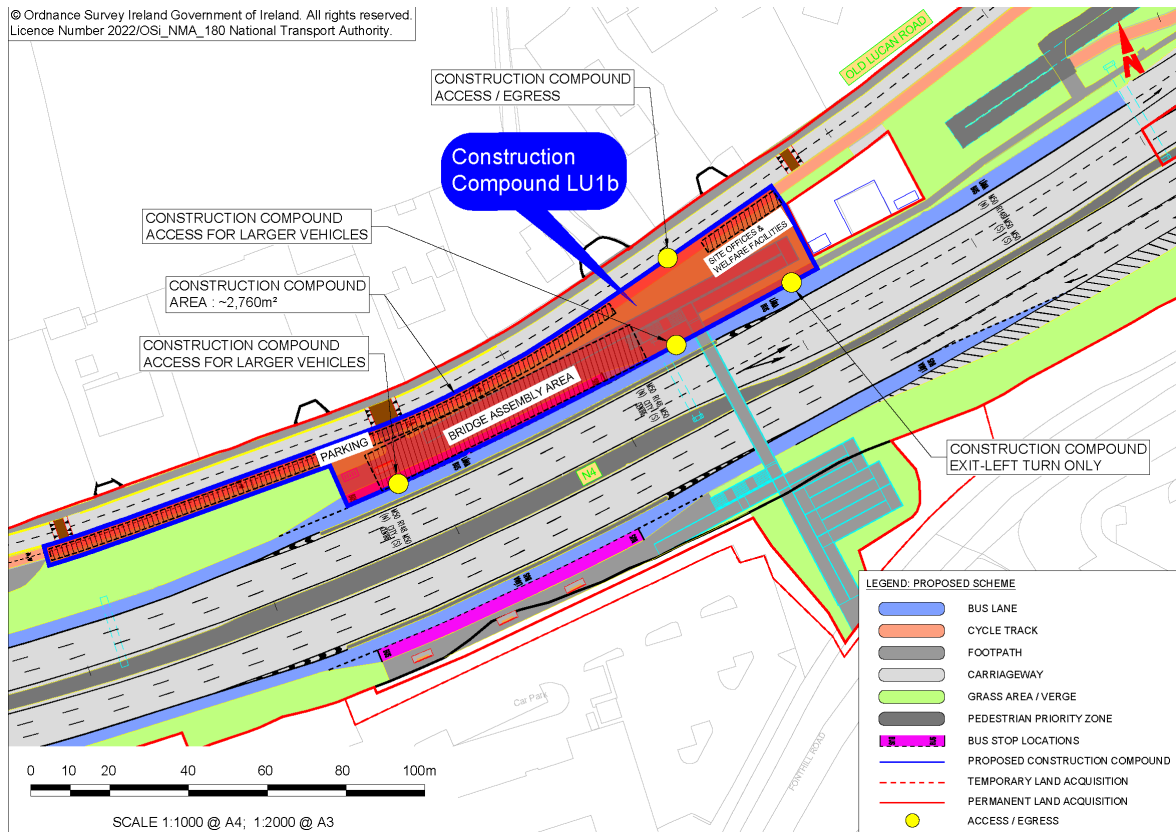 © Ordnance Survey Ireland Government of Ireland. All rights reserved.
Licence Number 2022/OSi_NMA_180 National Transport Authority.
OLD LUCAN ROAD
N
CONSTRUCTION COMPOUND
ACCESS / EGRESS
Construction
Compound LU1b
CONSTRUCTION COMPOUND
ACCESS FOR LARGER VEHICLES
SITE OFFICES &
WELFARE FACILITIES
CONSTRUCTION COMPOUND
AREA : ~2,760m²
CONSTRUCTION COMPOUND
ACCESS FOR LARGER VEHICLES
BRIDGE ASSEMBLY AREA
PARKING
N4
CONSTRUCTION COMPOUND
EXIT-LEFT TURN ONLY
Car Park
FONTHILL ROAD
LEGEND: PROPOSED SCHEME
BUS LANE
CYCLE TRACK
FOOTPATH
CARRIAGEWAY
GRASS AREA / VERGE
PEDESTRIAN PRIORITY ZONE
BUS STOP LOCATIONS
PROPOSED CONSTRUCTION COMPOUND
TEMPORARY LAND ACQUISITION
PERMANENT LAND ACQUISITION
ACCESS / EGRESS
0 10 20 40 60 80 100m
SCALE 1:1000 @ A4; 1:2000 @ A3